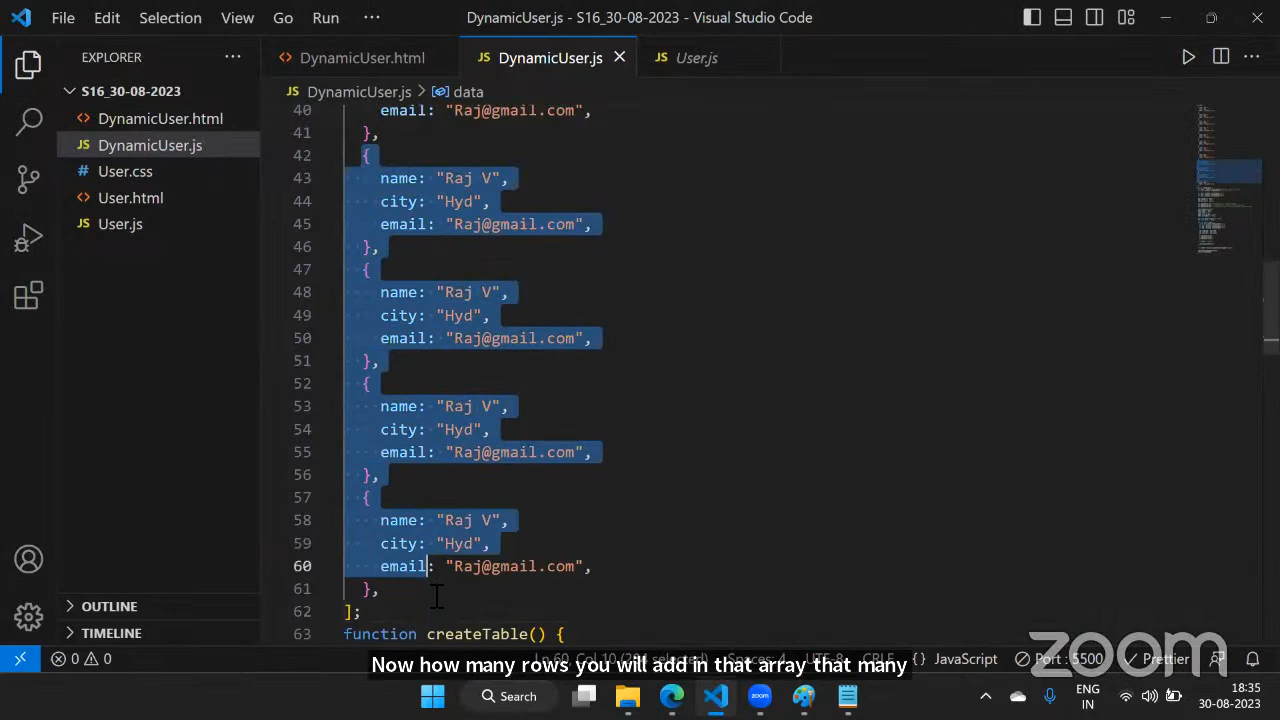 File Edit Selection View Go Run ··· DynamicUser.js - S16_30-08-2023 - Visual Studio Code
EXPLORER ···
S16_30-08-2023
DynamicUser.html
DynamicUser.js
User.css
User.html
User.js
OUTLINE
TIMELINE
DynamicUser.html DynamicUser.js User.js
DynamicUser.js > data
40 email: "Raj@gmail.com",
41 },
42 {
43 name: "Raj V",
44 city: "Hyd",
45 email: "Raj@gmail.com",
46 },
47 {
48 name: "Raj V",
49 city: "Hyd",
50 email: "Raj@gmail.com",
51 },
52 {
53 name: "Raj V",
54 city: "Hyd",
55 email: "Raj@gmail.com",
56 },
57 {
58 name: "Raj V",
59 city: "Hyd",
60 email: "Raj@gmail.com",
61 },
62 ];
63 function createTable() {
Now how many rows you will add in that array that many
0 0 {} JavaScript Port : 5500 Prettier
zoom
Search
ENG
IN
18:35
30-08-2023